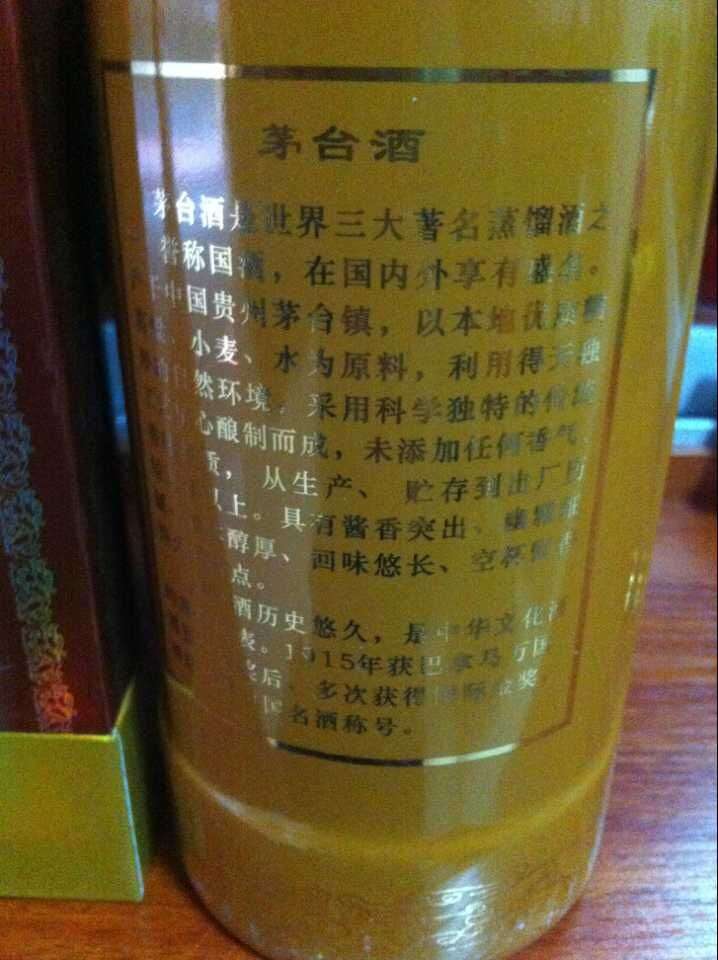 茅台酒
茅台酒是世界三大著名蒸馏酒之
誉称国酒，在国内外享有盛名。
中国贵州茅台镇，以本地优质
小麦、水为原料，利用得天独
自然环境，采用科学独特的传统
心酿制而成，未添加任何香气、
质，从生产、贮存到出厂历
以上。具有酱香突出、幽雅
醇厚、回味悠长、空杯留香
点。
酒历史悠久，是中华文化
表。1915年获巴拿马万国
奖后、多次获得国际金奖
国名酒称号。